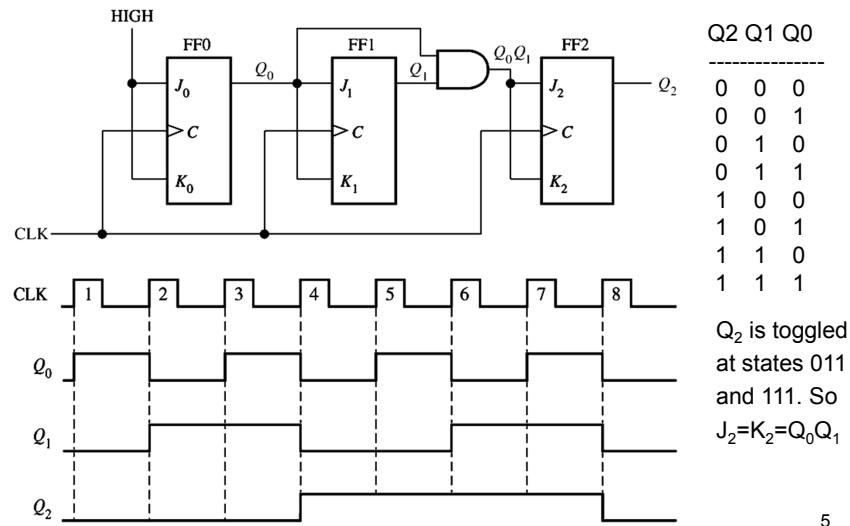 HIGH
FF0 FF1 FF2
Q0 Q1 Q0Q1 Q2
J0 J1 J2
C C C
K0 K1 K2
CLK
CLK 1 2 3 4 5 6 7 8
Q0
Q1
Q2
Q2 Q1 Q0
---------------
0 0 0
0 0 1
0 1 0
0 1 1
1 0 0
1 0 1
1 1 0
1 1 1
Q2 is toggled
at states 011
and 111. So
J2=K2=Q0Q1
5